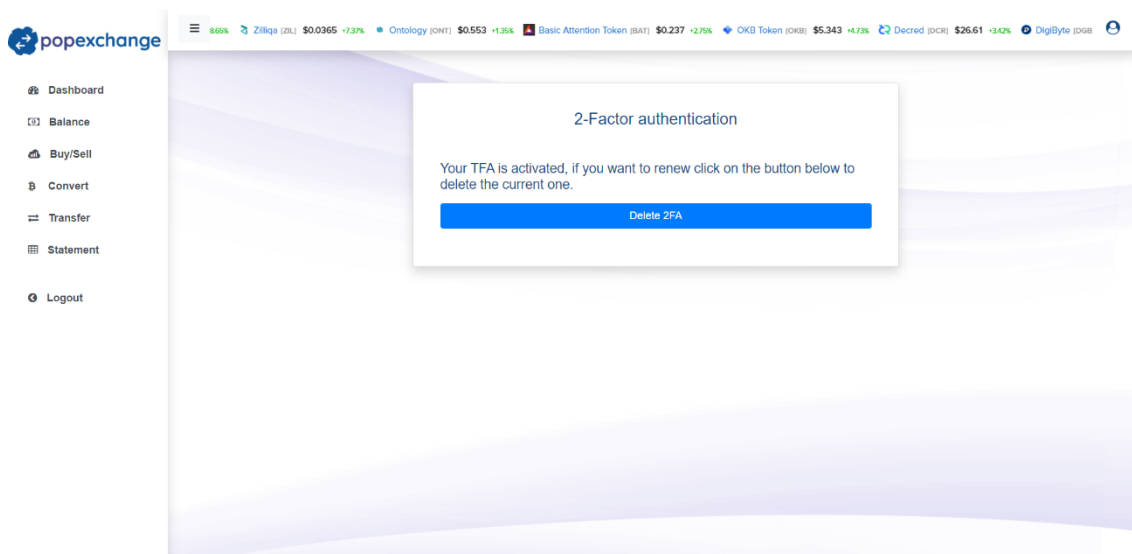 popexchange
8.65% Zilliqa [ZIL] $0.0365 +7.37% Ontology [ONT] $0.553 +1.35% Basic Attention Token [BAT] $0.237 +2.75% OKB Token [OKB] $5.343 +4.73% Decred [DCR] $26.61 +3.42% DigiByte [DGB
Dashboard
Balance
Buy/Sell
Convert
Transfer
Statement
Logout
2-Factor authentication
Your TFA is activated, if you want to renew click on the button below to
delete the current one.
Delete 2FA